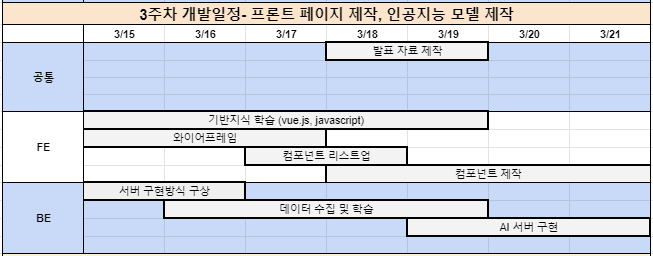 3주차 개발일정- 프론트 페이지 제작, 인공지능 모델 제작
3/15 3/16 3/17 3/18 3/19 3/20 3/21
공통
발표 자료 제작
FE
기반지식 학습 (vue.js, javascript)
와이어프레임
컴포넌트 리스트업
컴포넌트 제작
BE
서버 구현방식 구상
데이터 수집 및 학습
AI 서버 구현